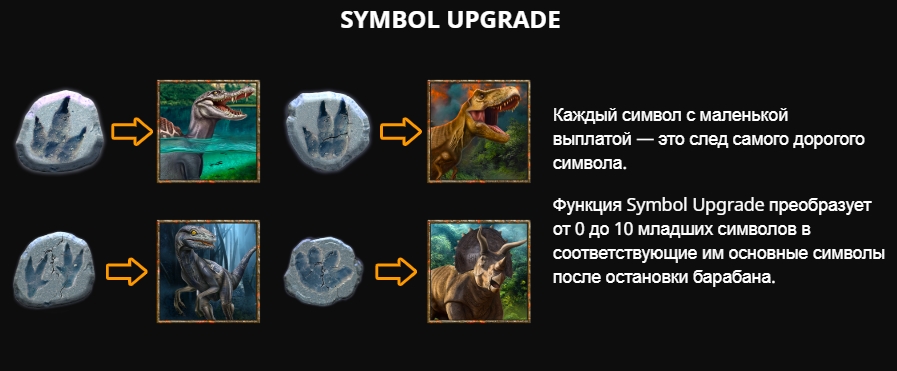 SYMBOL UPGRADE
Каждый символ с маленькой
выплатой — это след самого дорогого
символа.
Функция Symbol Upgrade преобразует
от 0 до 10 младших символов в
соответствующие им основные символы
после остановки барабана.